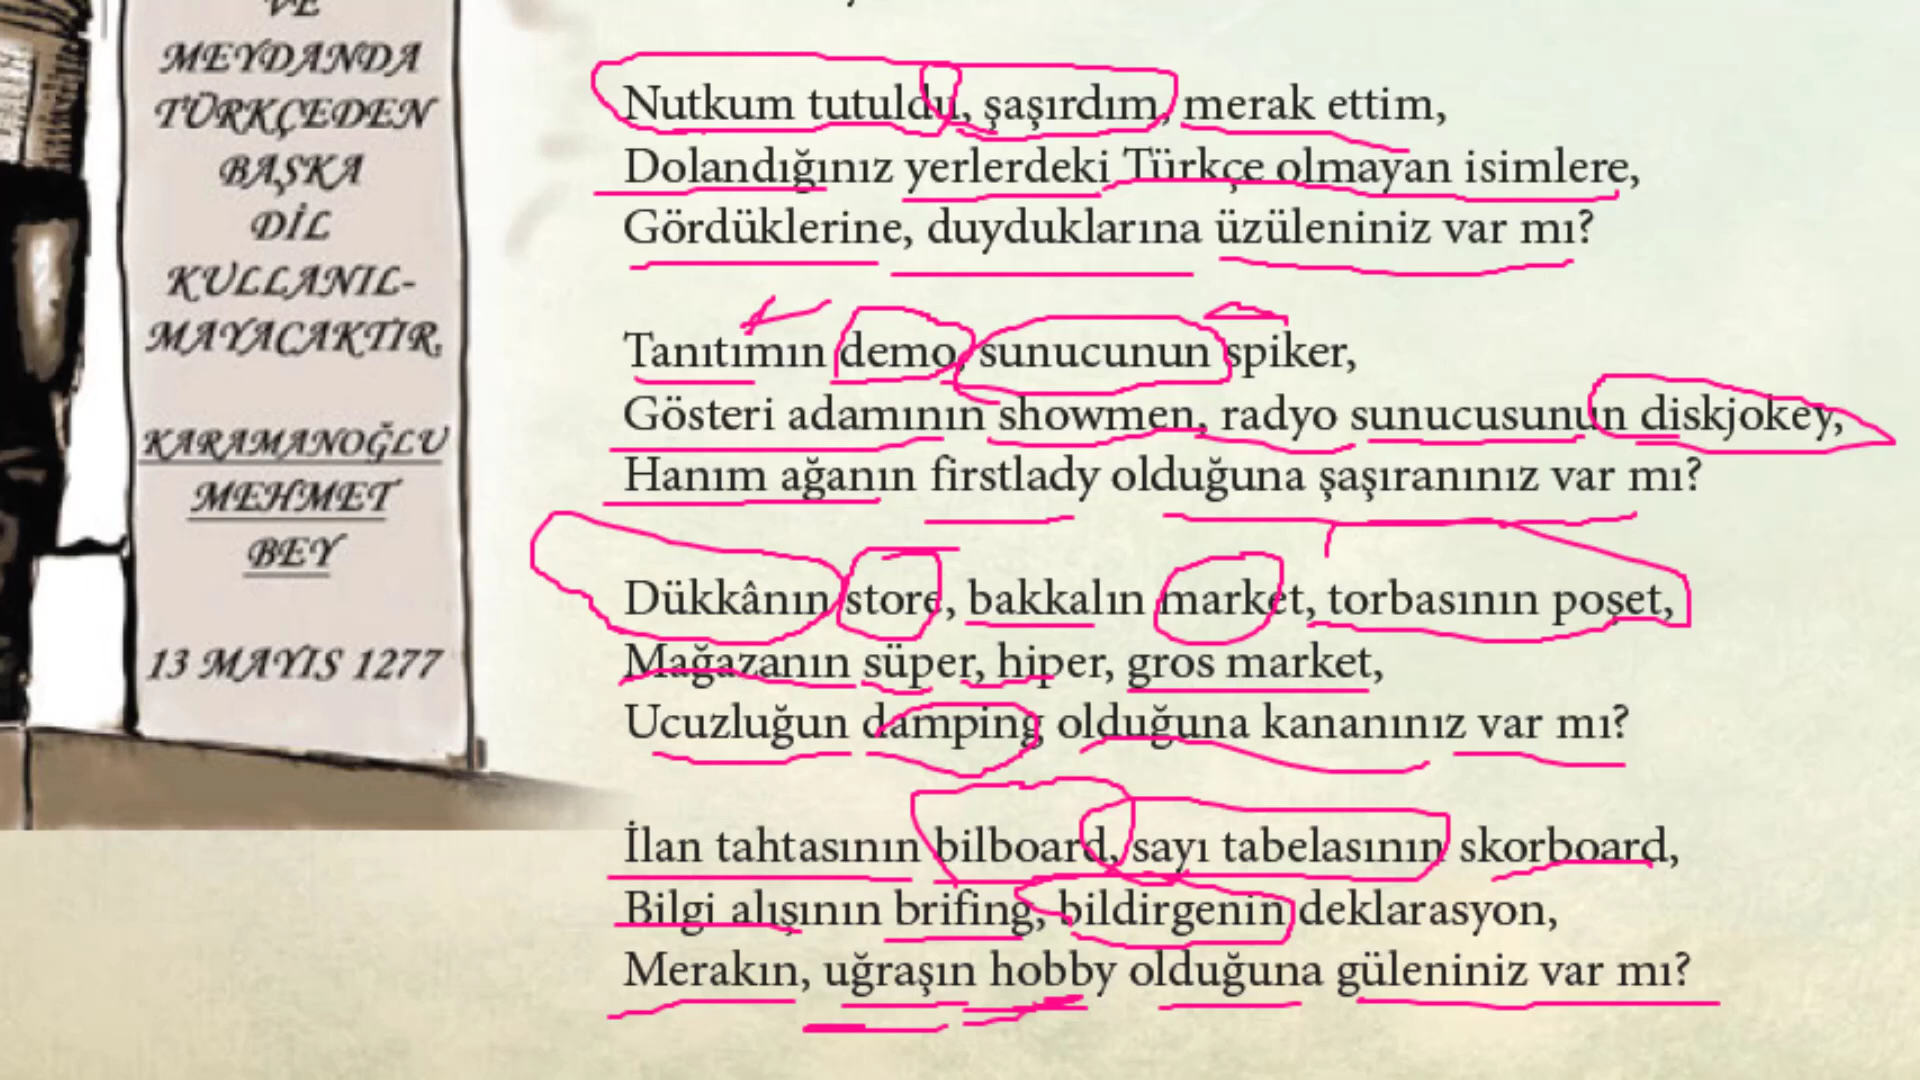 VE
MEYDANDA
TÜRKÇEDEN
BAŞKA
DİL
KULLANIL-
MAYACAKTIR.
KARAMANOĞLU
MEHMET
BEY
13 MAYIS 1277
Nutkum tutuldu, şaşırdım, merak ettim,
Dolandığınız yerlerdeki Türkçe olmayan isimlere,
Gördüklerine, duyduklarına üzüleniniz var mı?
Tanıtımın demo, sunucunun spiker,
Gösteri adamının showmen, radyo sunucusunun diskjokey,
Hanım ağanın firstlady olduğuna şaşıranınız var mı?
Dükkânın store, bakkalın market, torbasının poşet,
Mağazanın süper, hiper, gros market,
Ucuzluğun damping olduğuna kananınız var mı?
İlan tahtasının bilboard, sayı tabelasının skorboard,
Bilgi alışının brifing, bildirgenin deklarasyon,
Merakın, uğraşın hobby olduğuna güleniniz var mı?